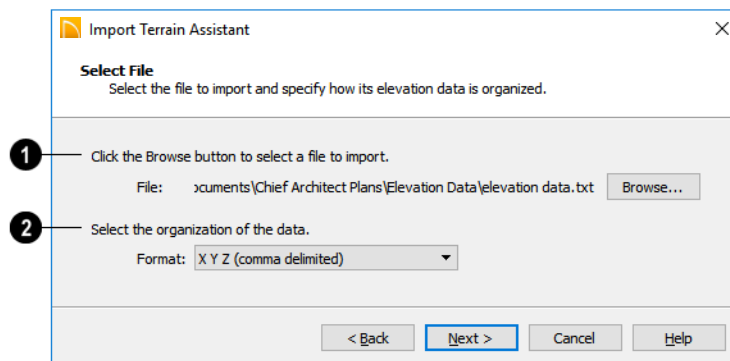 Import Terrain Assistant
Select File
Select the file to import and specify how its elevation data is organized.
1 Click the Browse button to select a file to import.
File: ocuments\Chief Architect Plans\Elevation Data\elevation data.txt Browse...
2 Select the organization of the data.
Format: X Y Z (comma delimited)
< Back Next > Cancel Help